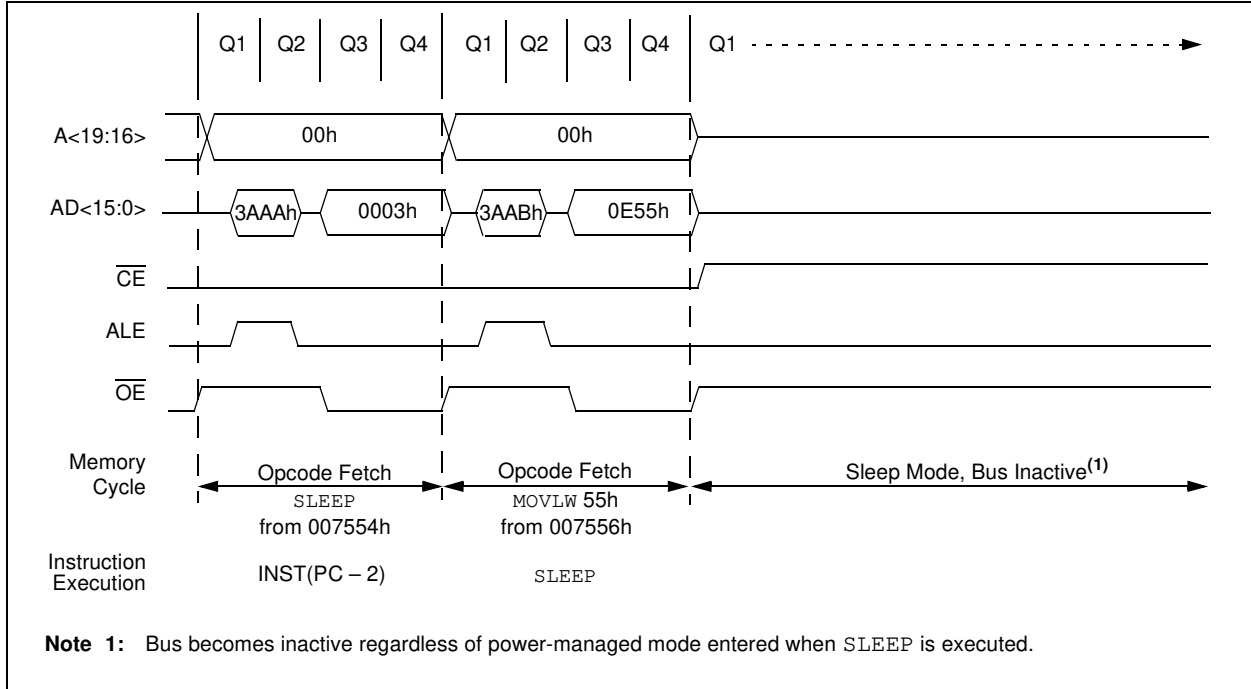 Q1 Q2 Q3 Q4 Q1 Q2 Q3 Q4 Q1
A<19:16> 00h 00h
AD<15:0> 3AAAh 0003h 3AABh 0E55h
CE
ALE
OE
Memory Cycle Opcode Fetch Opcode Fetch Sleep Mode, Bus Inactive(1)
SLEEP MOVLW 55h
from 007554h from 007556h
Instruction Execution INST(PC – 2) SLEEP
Note 1: Bus becomes inactive regardless of power-managed mode entered when SLEEP is executed.